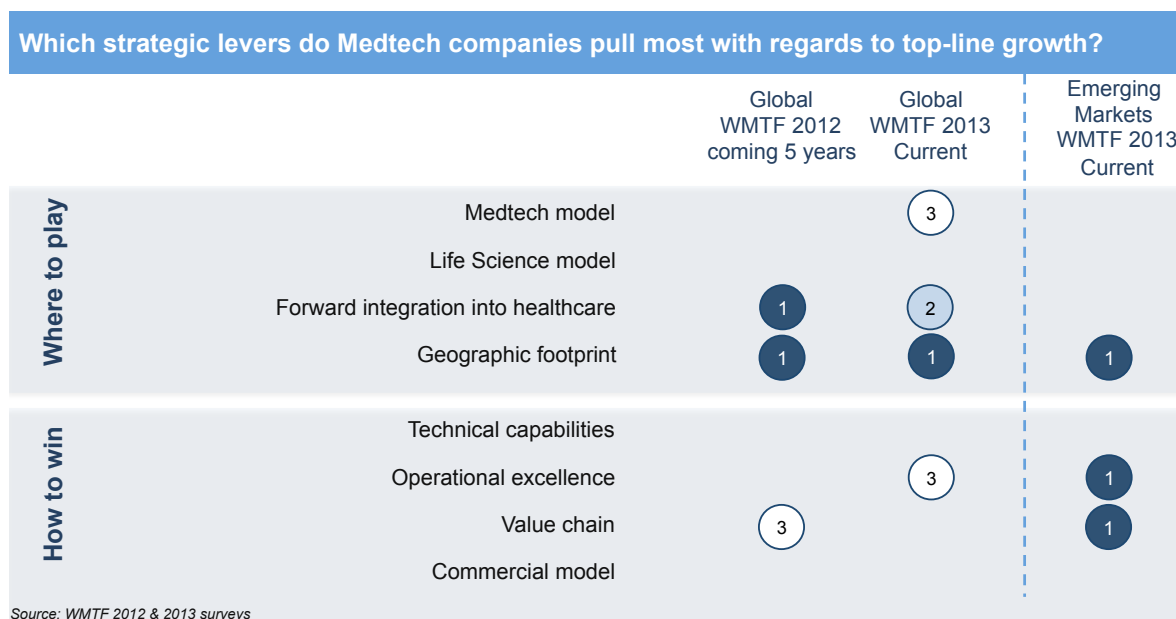 Which strategic levers do Medtech companies pull most with regards to top-line growth?
Global
WMTF 2012
coming 5 years
Global
WMTF 2013
Current
Emerging
Markets
WMTF 2013
Current
Where to play
Medtech model
3
Life Science model
Forward integration into healthcare
1
2
Geographic footprint
1
1
1
How to win
Technical capabilities
Operational excellence
3
1
Value chain
3
1
Commercial model
Source: WMTF 2012 & 2013 surveys